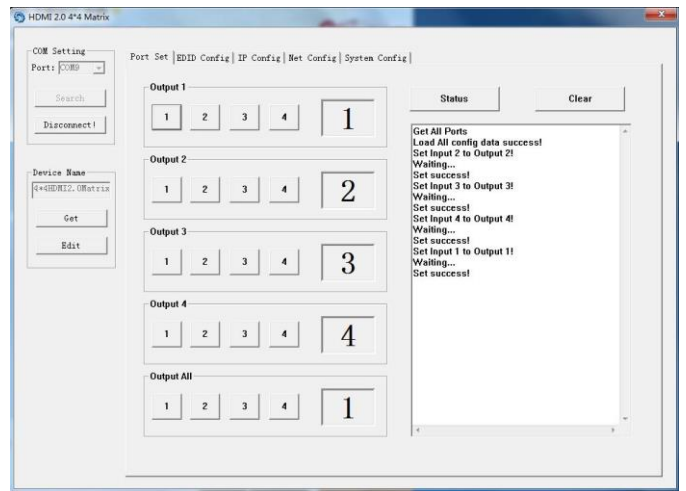 HDMI 2.0 4*4 Matrix
COM Setting
Port: COM9
Search
Disconnect!
Device Name
4*4HDMI2.0Matrix
Get
Edit
Port Set EDID Config IP Config Net Config System Config
Output 1
1 2 3 4 1
Output 2
1 2 3 4 2
Output 3
1 2 3 4 3
Output 4
1 2 3 4 4
Output All
1 2 3 4 1
Status Clear
Get All Ports
Load All config data success!
Set Input 2 to Output 2!
Waiting...
Set success!
Set Input 3 to Output 3!
Waiting...
Set success!
Set Input 4 to Output 4!
Waiting...
Set success!
Set Input 1 to Output 1!
Waiting...
Set success!